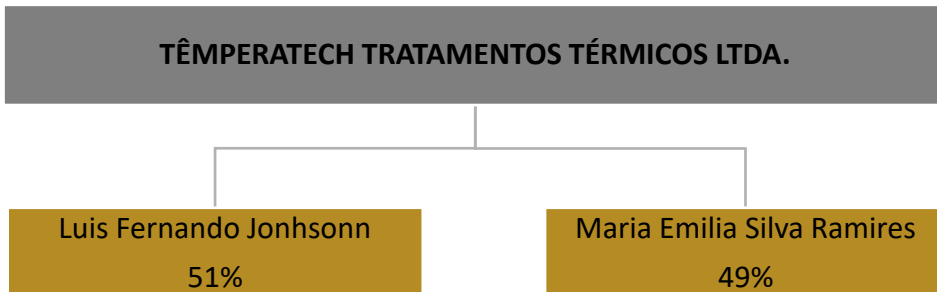 TÊMPERATECH TRATAMENTOS TÉRMICOS LTDA.
Luis Fernando Jonhsonn
51%
Maria Emilia Silva Ramires
49%